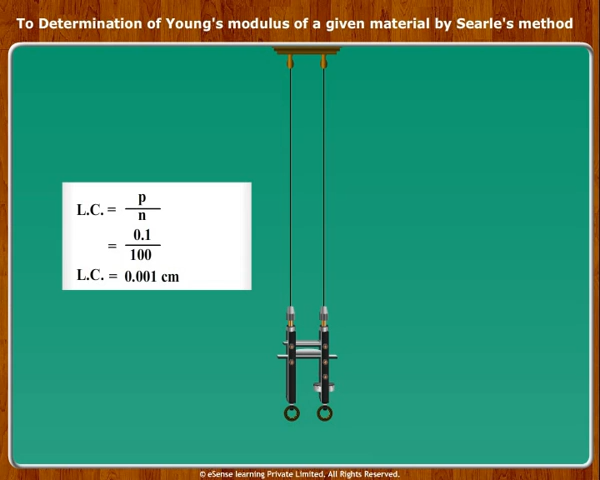 To Determination of Young's modulus of a given material by Searle's method
L.C. = p
n
= 0.1
100
L.C. = 0.001 cm
© eSense learning Private Limited. All Rights Reserved.